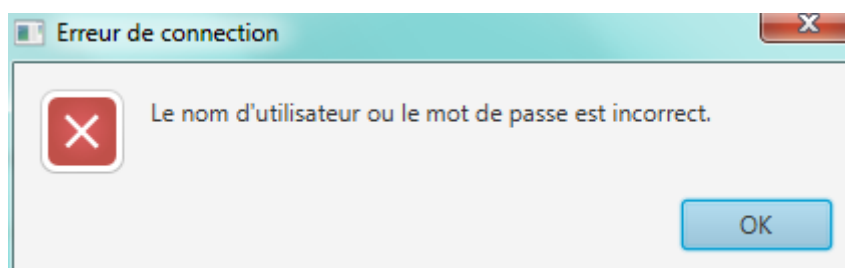 Erreur de connection
Le nom d'utilisateur ou le mot de passe est incorrect.
OK